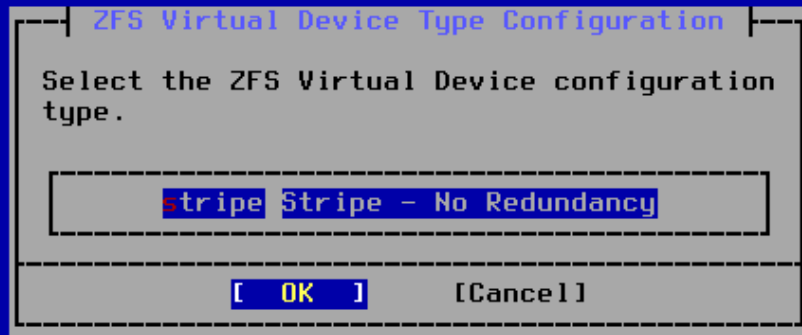 ZFS Virtual Device Type Configuration
Select the ZFS Virtual Device configuration
type.
stripe Stripe - No Redundancy
[ OK ] [Cancel]